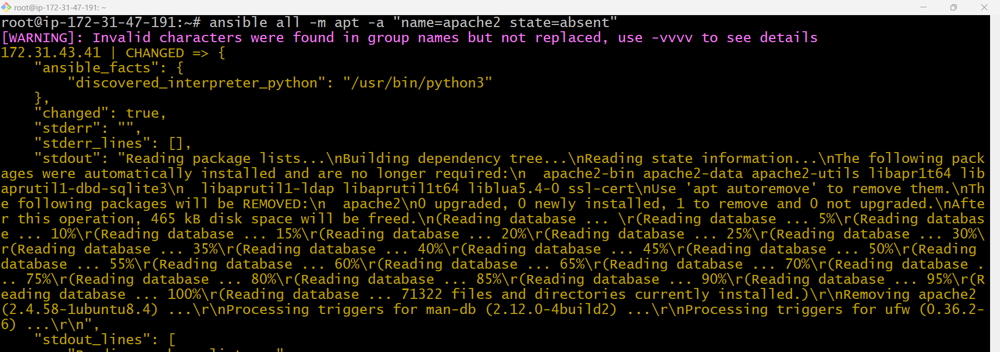 root@ip-172-31-47-191: ~
root@ip-172-31-47-191:~# ansible all -m apt -a "name=apache2 state=absent"
[WARNING]: Invalid characters were found in group names but not replaced, use -vvvv to see details
172.31.43.41 | CHANGED => {
    "ansible_facts": {
        "discovered_interpreter_python": "/usr/bin/python3"
    },
    "changed": true,
    "stderr": "",
    "stderr_lines": [],
    "stdout": "Reading package lists...\nBuilding dependency tree...\nReading state information...\nThe following pack
ages were automatically installed and are no longer required:\n  apache2-bin apache2-data apache2-utils libapr1t64 lib
aprutil1-dbd-sqlite3\n  libaprutil1-ldap libaprutil1t64 liblua5.4-0 ssl-cert\nUse 'apt autoremove' to remove them.\nTh
e following packages will be REMOVED:\n  apache2\n0 upgraded, 0 newly installed, 1 to remove and 0 not upgraded.\nAfte
r this operation, 465 kB disk space will be freed.\n(Reading database ... \r(Reading database ... 5%\r(Reading databas
e ... 10%\r(Reading database ... 15%\r(Reading database ... 20%\r(Reading database ... 25%\r(Reading database ... 30%\
r(Reading database ... 35%\r(Reading database ... 40%\r(Reading database ... 45%\r(Reading database ... 50%\r(Reading 
database ... 55%\r(Reading database ... 60%\r(Reading database ... 65%\r(Reading database ... 70%\r(Reading database .
.. 75%\r(Reading database ... 80%\r(Reading database ... 85%\r(Reading database ... 90%\r(Reading database ... 95%\r(R
eading database ... 100%\r(Reading database ... 71322 files and directories currently installed.)\r\nRemoving apache2 
(2.4.58-1ubuntu8.4) ...\r\nProcessing triggers for man-db (2.12.0-4build2) ...\r\nProcessing triggers for ufw (0.36.2-
6) ...\r\n",
    "stdout_lines": [